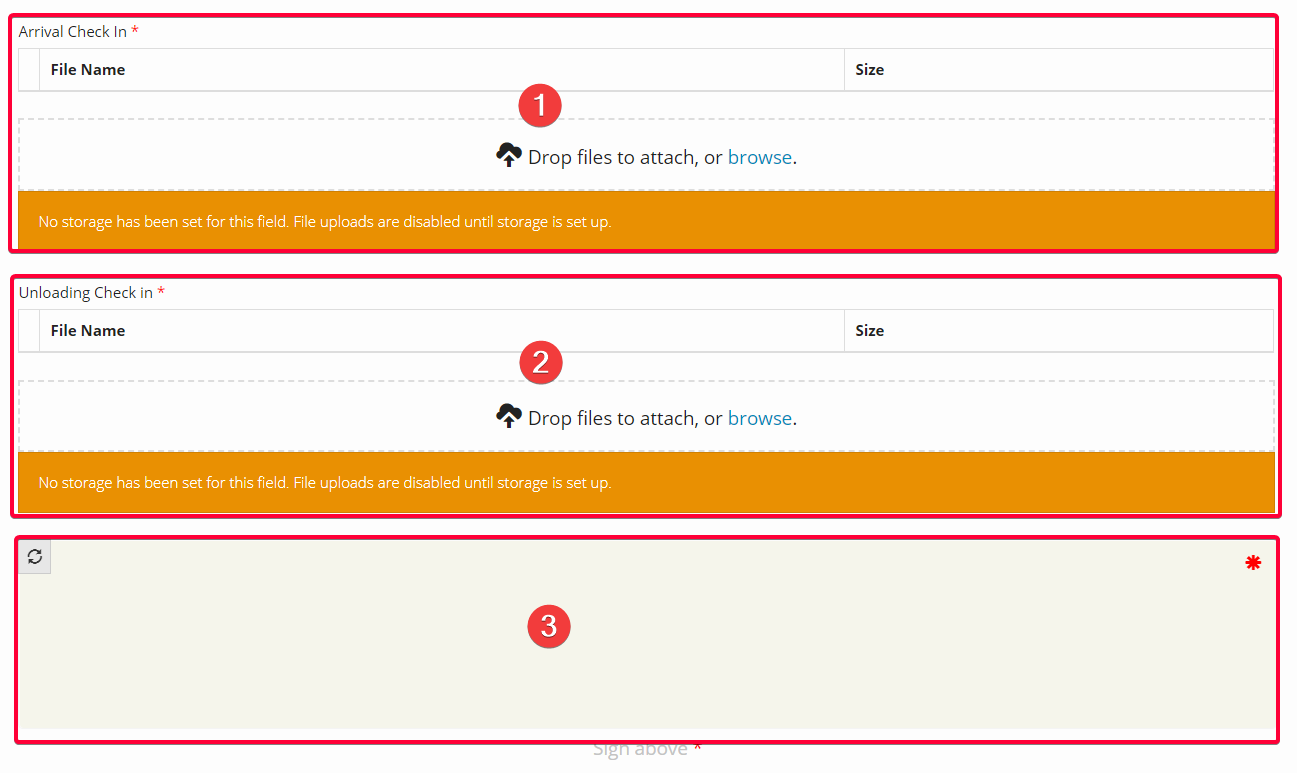 Arrival Check In *
File Name Size
1
Drop files to attach, or browse.
No storage has been set for this field. File uploads are disabled until storage is set up.
Unloading Check in *
File Name Size
2
Drop files to attach, or browse.
No storage has been set for this field. File uploads are disabled until storage is set up.
*
3
Sign above *